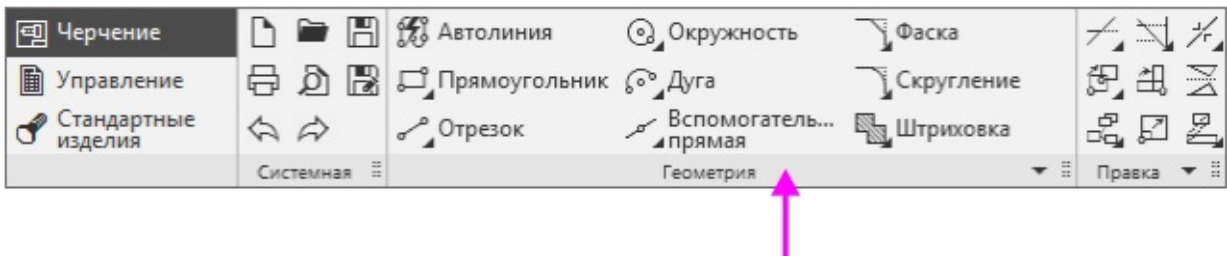 Черчение
Управление
Стандартные
изделия
Системная
Автолиния
Окружность
Фаска
Прямоугольник
Дуга
Скругление
Отрезок
Вспомогатель...
прямая
Штриховка
Геометрия
Правка